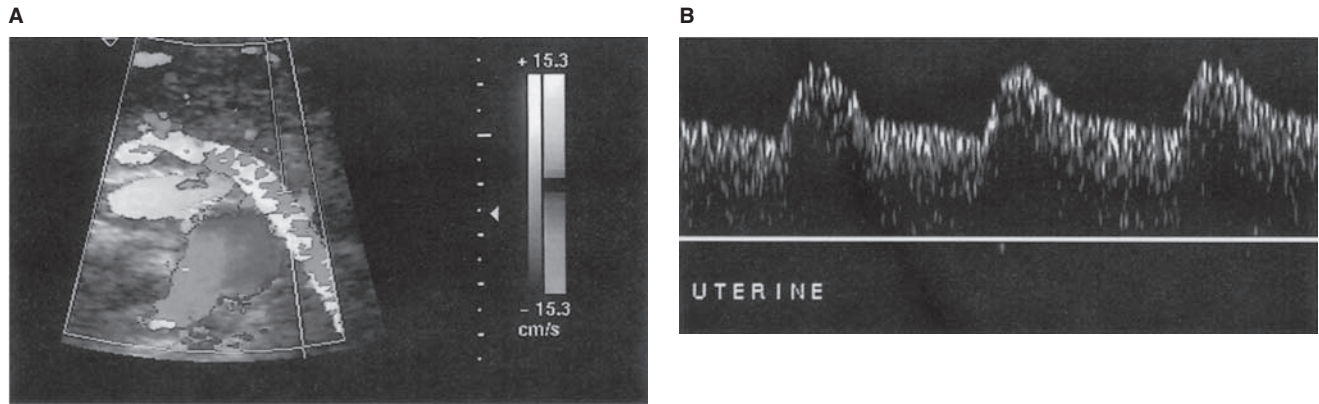 A
B
+ 15.3
− 15.3
cm/s
UTERINE